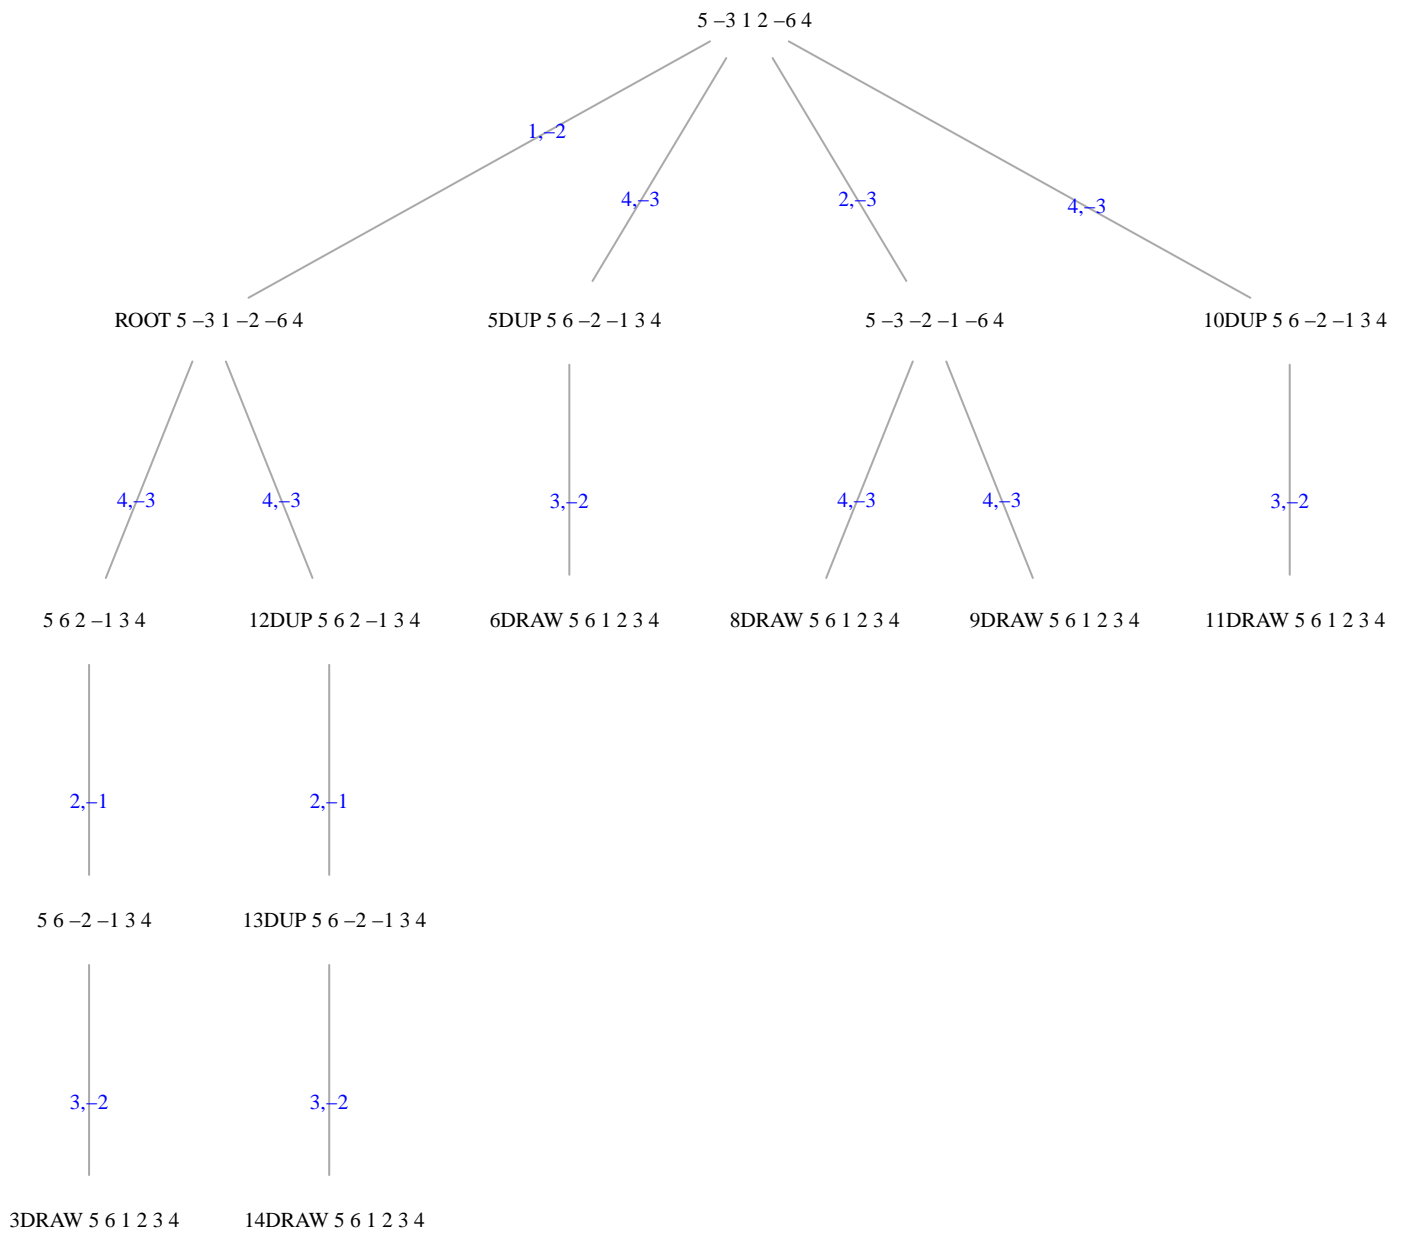 5 –3 1 2 –6 4
1,–2
4,–3
2,–3
4,–3
ROOT 5 –3 1 –2 –6 4
5DUP 5 6 –2 –1 3 4
5 –3 –2 –1 –6 4
10DUP 5 6 –2 –1 3 4
4,–3
4,–3
3,–2
4,–3
4,–3
3,–2
5 6 2 –1 3 4
12DUP 5 6 2 –1 3 4
6DRAW 5 6 1 2 3 4
8DRAW 5 6 1 2 3 4
9DRAW 5 6 1 2 3 4
11DRAW 5 6 1 2 3 4
2,–1
2,–1
5 6 –2 –1 3 4
13DUP 5 6 –2 –1 3 4
3,–2
3,–2
3DRAW 5 6 1 2 3 4
14DRAW 5 6 1 2 3 4